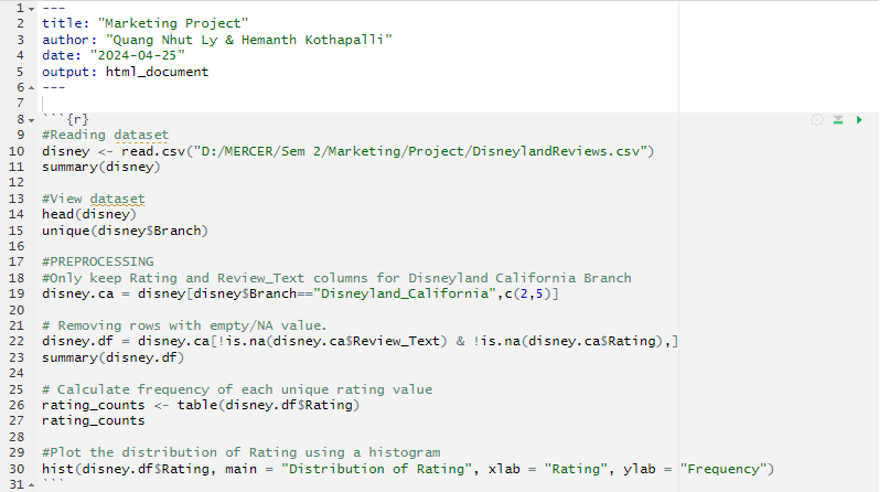 1 ---
2 title: "Marketing Project"
3 author: "Quang Nhut Ly & Hemanth Kothapalli"
4 date: "2024-04-25"
5 output: html_document
6 ---
7
8 ```{r}
9 #Reading dataset
10 disney <- read.csv("D:/MERCER/Sem 2/Marketing/Project/DisneylandReviews.csv")
11 summary(disney)
12
13 #View dataset
14 head(disney)
15 unique(disney$Branch)
16
17 #PREPROCESSING
18 #Only keep Rating and Review_Text columns for Disneyland California Branch
19 disney.ca = disney[disney$Branch=="Disneyland_California",c(2,5)]
20
21 # Removing rows with empty/NA value.
22 disney.df = disney.ca[!is.na(disney.ca$Review_Text) & !is.na(disney.ca$Rating),]
23 summary(disney.df)
24
25 # Calculate frequency of each unique rating value
26 rating_counts <- table(disney.df$Rating)
27 rating_counts
28
29 #Plot the distribution of Rating using a histogram
30 hist(disney.df$Rating, main = "Distribution of Rating", xlab = "Rating", ylab = "Frequency")
31 ```